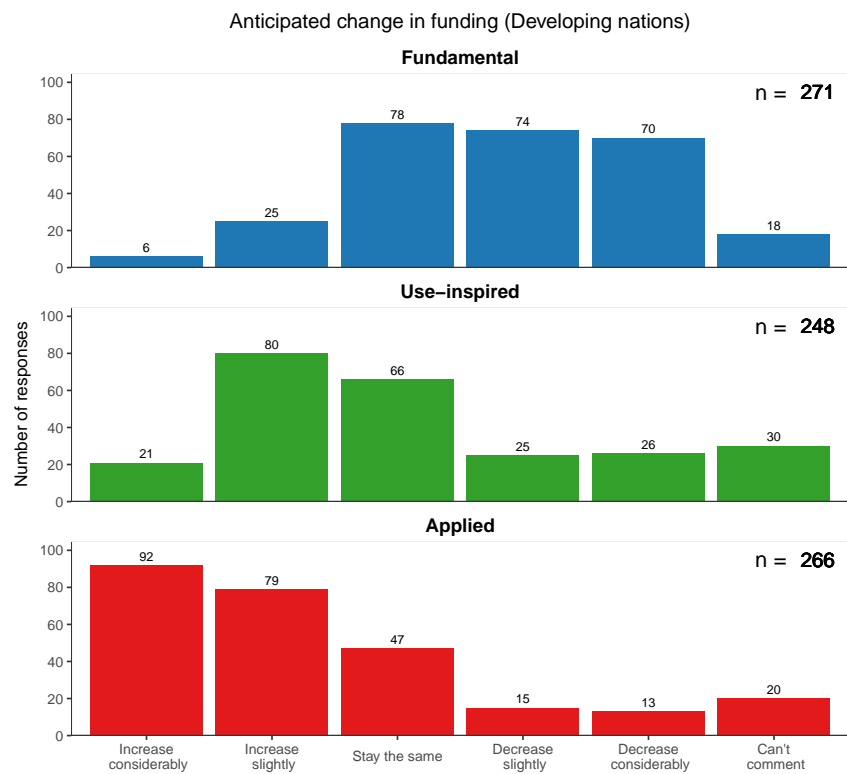 Anticipated change in funding (Developing nations)
Fundamental
n = 271
100
80
60
40
20
0
6
25
78
74
70
18
Use−inspired
n = 248
100
80
60
40
20
0
21
80
66
25
26
30
Number of responses
Applied
n = 266
100
80
60
40
20
0
92
79
47
15
13
20
Increase
considerably
Increase
slightly
Stay the same
Decrease
slightly
Decrease
considerably
Can't
comment